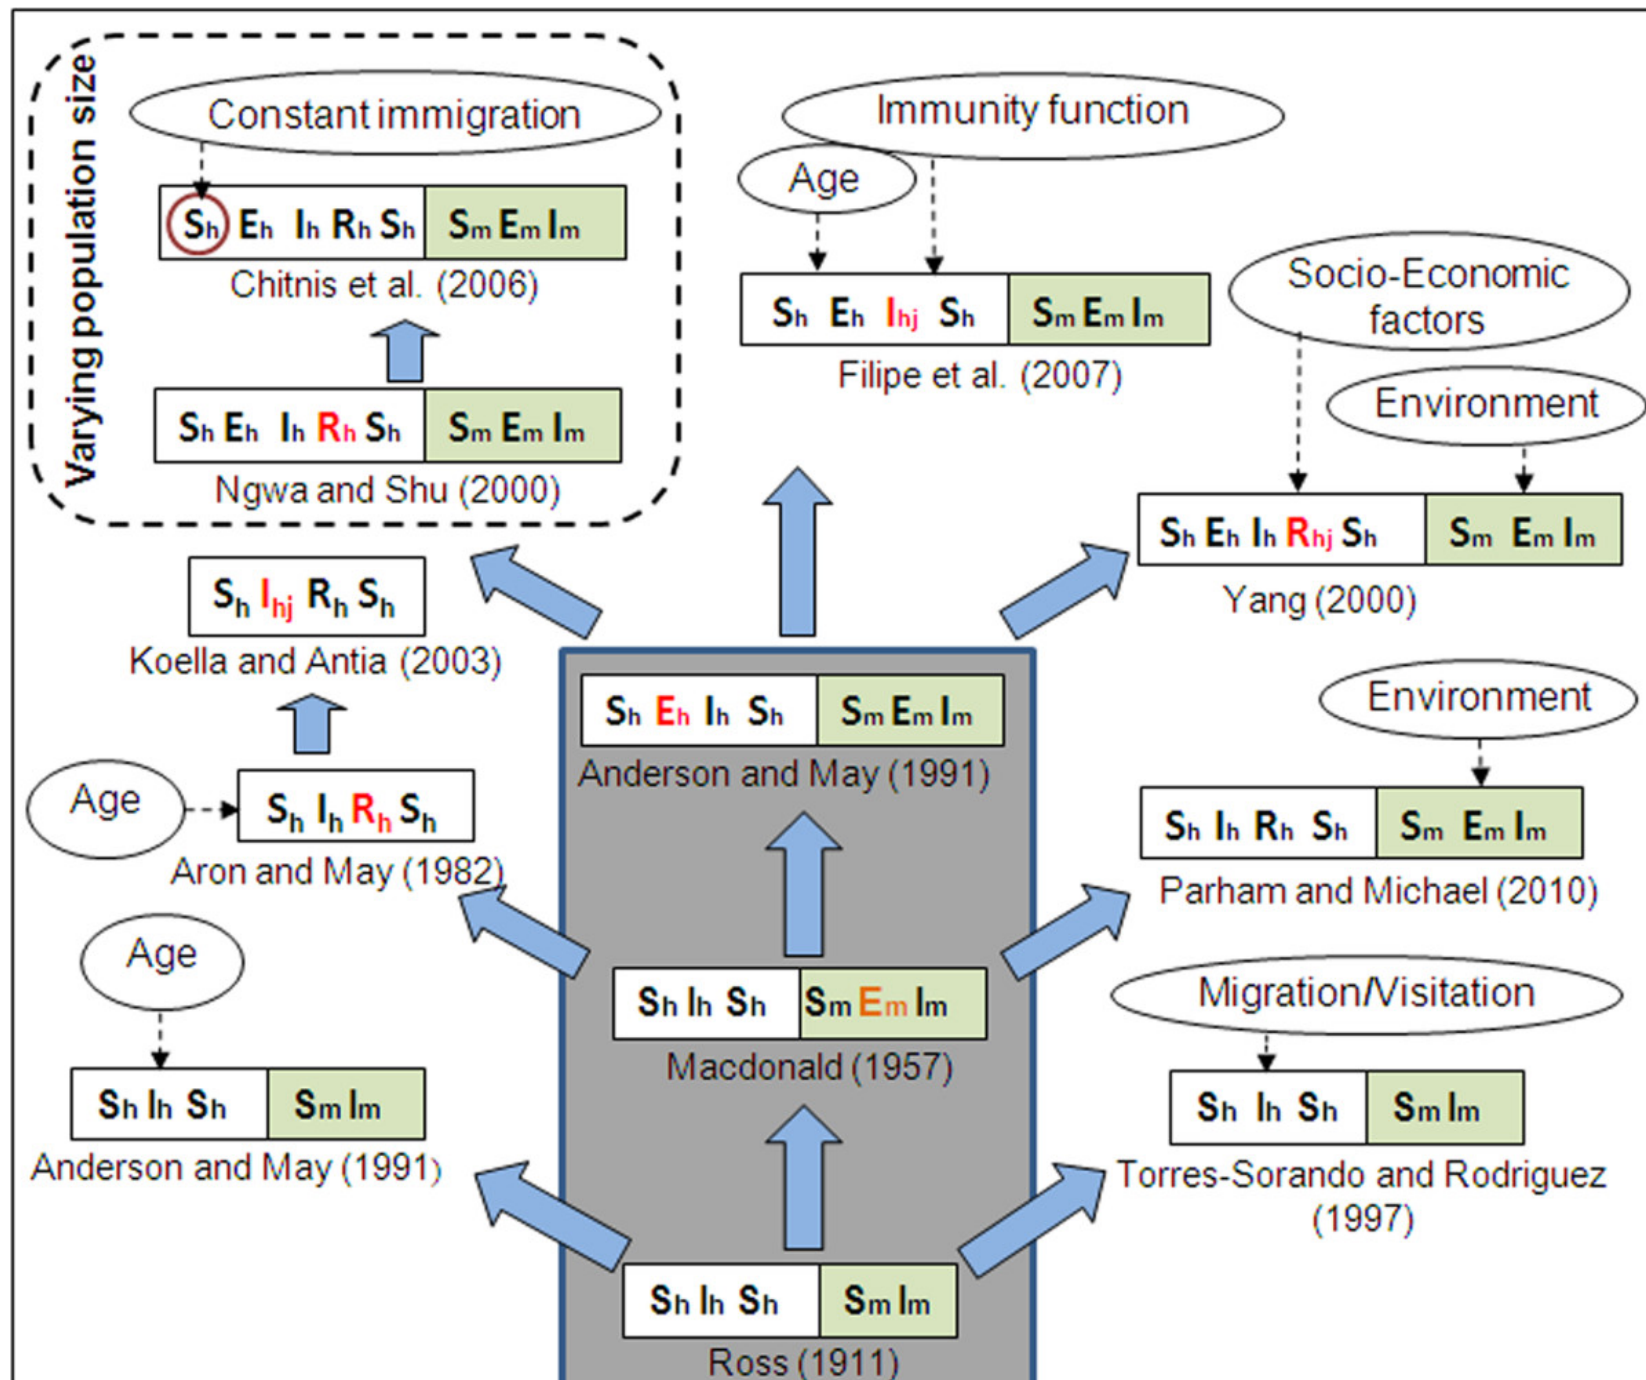 Varying population size
Constant immigration
Sh Eh Ih Rh Sh Sm Em Im
Chitnis et al. (2006)
Sh Eh Ih Rh Sh Sm Em Im
Ngwa and Shu (2000)
Immunity function
Age
Sh Eh Ihj Sh Sm Em Im
Filipe et al. (2007)
Socio-Economic
factors
Environment
Sh Eh Ih Rhj Sh Sm Em Im
Yang (2000)
Sh Ihj Rh Sh
Koella and Antia (2003)
Age
Sh Ih Rh Sh
Aron and May (1982)
Sh Eh Ih Sh Sm Em Im
Anderson and May (1991)
Environment
Sh Ih Rh Sh Sm Em Im
Parham and Michael (2010)
Age
Sh Ih Sh Sm Im
Anderson and May (1991)
Sh Ih Sh Sm Em Im
Macdonald (1957)
Migration/Visitation
Sh Ih Sh Sm Im
Torres-Sorando and Rodriguez
(1997)
Sh Ih Sh Sm Im
Ross (1911)